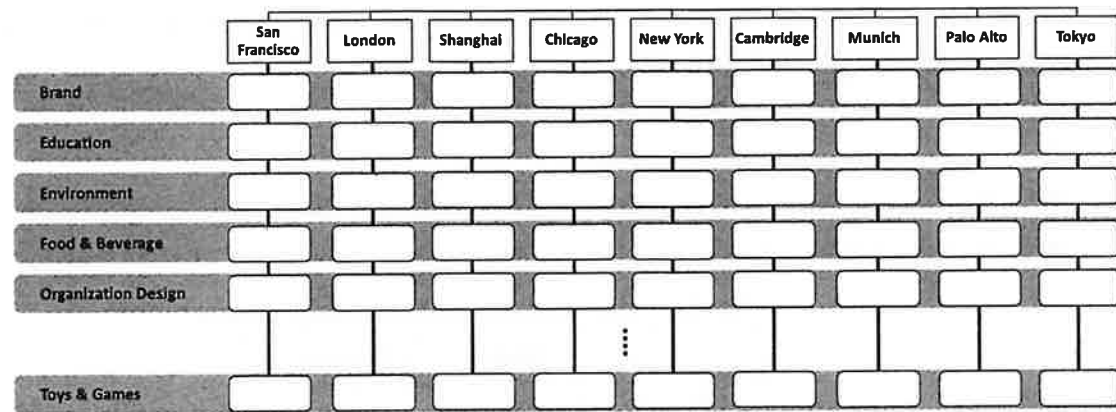 San
Francisco
London
Shanghai
Chicago
New York
Cambridge
Munich
Palo Alto
Tokyo
Brand
Education
Environment
Food & Beverage
Organization Design
Toys & Games